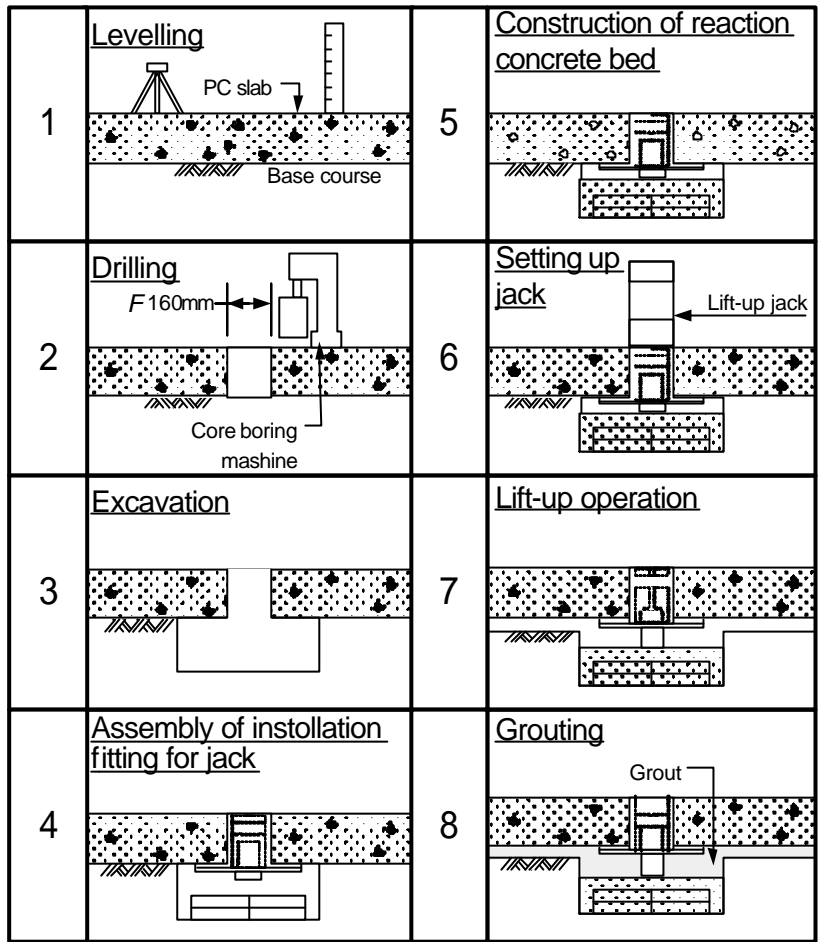 1
Levelling
PC slab
Base course
2
Drilling
F 160mm
Core boring
mashine
3
Excavation
4
Assembly of instollation
fitting for jack
5
Construction of reaction
concrete bed
6
Setting up
jack
Lift-up jack
7
Lift-up operation
8
Grouting
Grout